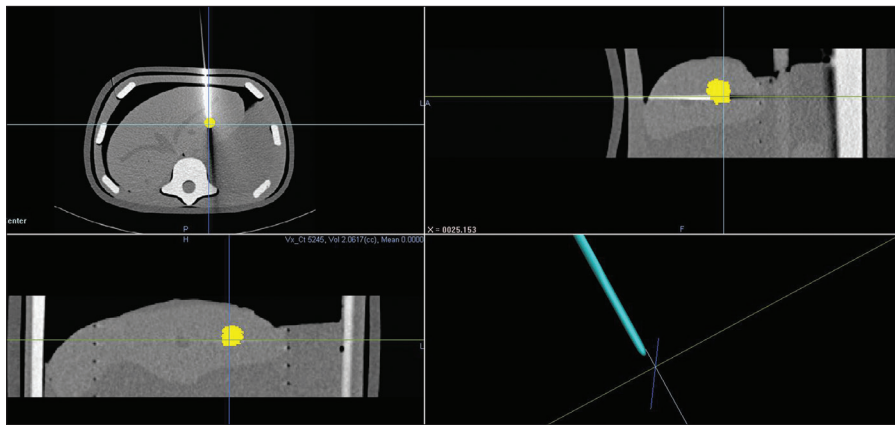 LA
enter
P
H
Vx_Ct 5245, Vol 2.0617(cc), Mean 0.0000
X = 0025.153
F
L